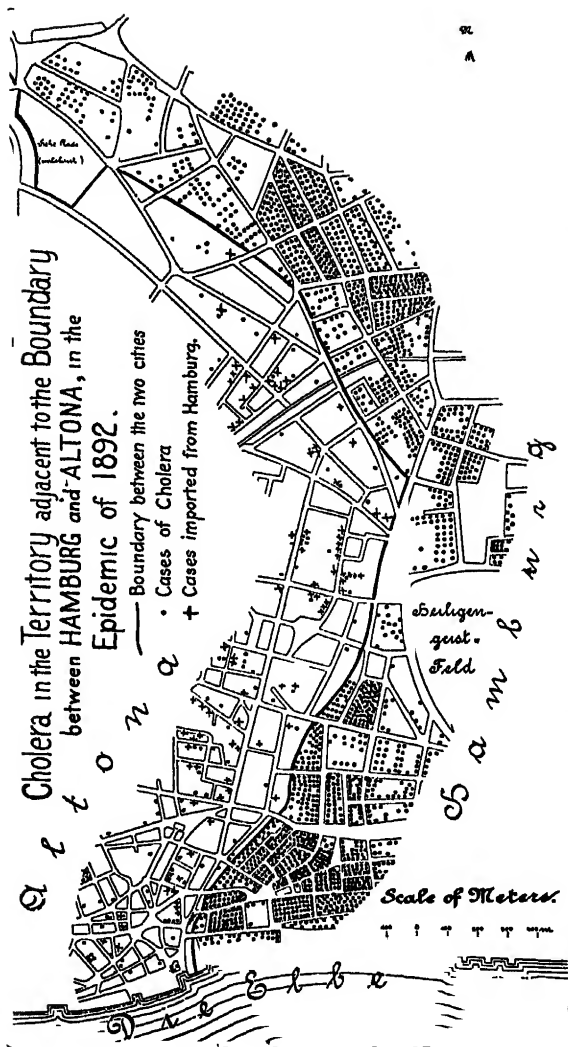 Cholera in the Territory adjacent to the Boundary
between HAMBURG and ALTONA, in the
Epidemic of 1892.
Boundary between the two cities
• Cases of Cholera
+ Cases imported from Hamburg.
Altona
Hamburg
Heiligen-
geist-
Feld
Scale of Meters.
Die Elbe